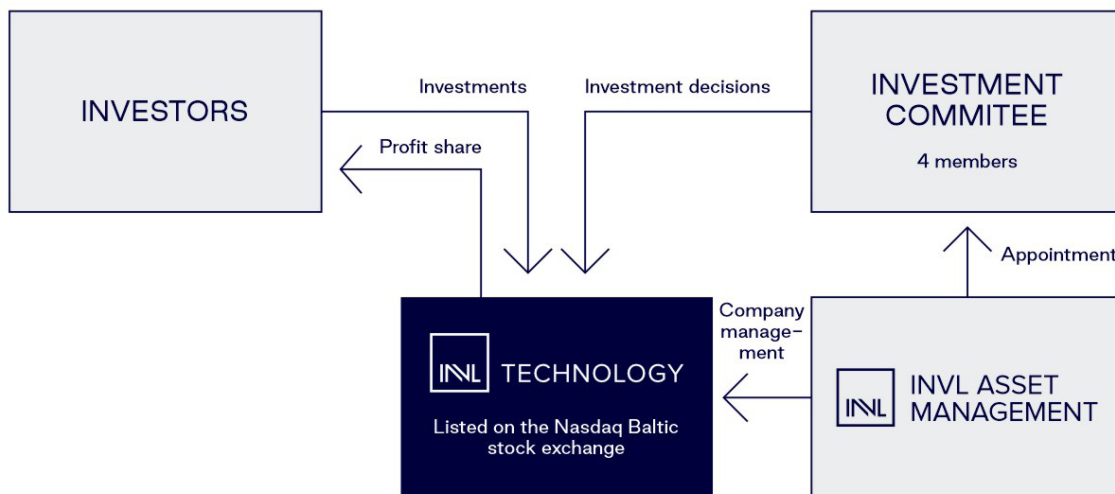 INVESTORS
Investments
Profit share
Investment decisions
INVESTMENT
COMMITEE
4 members
Appointment
INVL TECHNOLOGY
Listed on the Nasdaq Baltic
stock exchange
Company
manage-
ment
INVL
INVL ASSET
MANAGEMENT